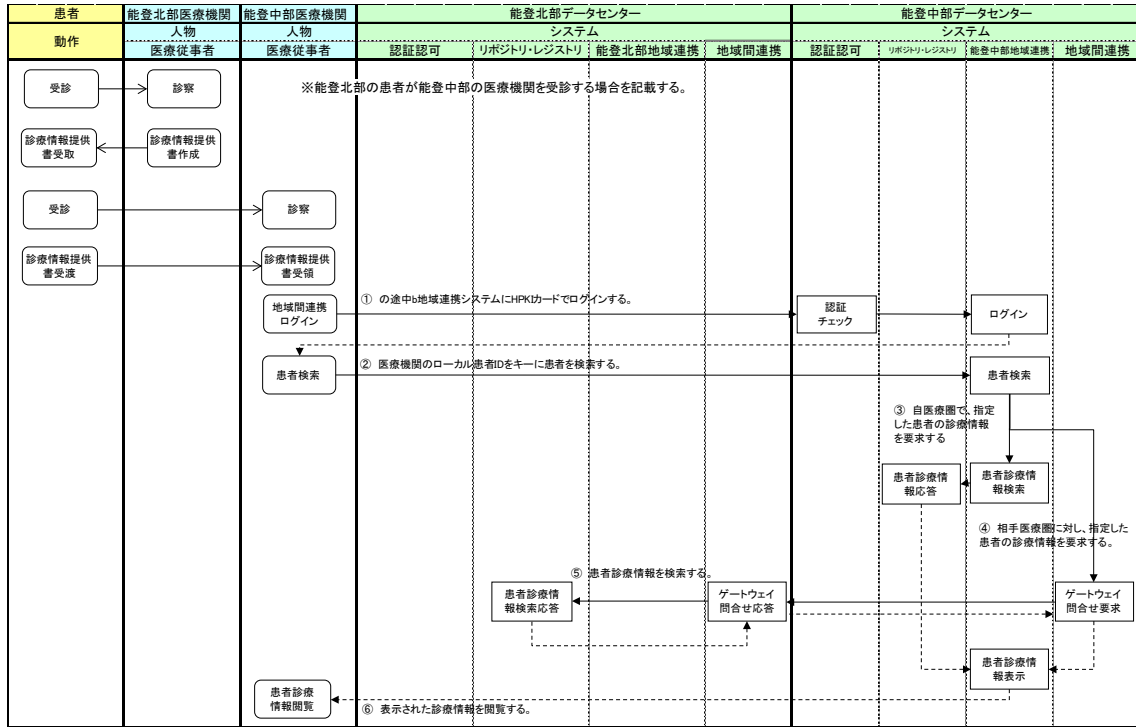 患者
能登北部医療機関
能登中部医療機関
能登北部データセンター
能登中部データセンター
動作
人物
人物
システム
システム
医療従事者
医療従事者
認証認可
リポジトリ・レジストリ
能登北部地域連携
地域間連携
認証認可
リポジトリ・レジストリ
能登中部地域連携
地域間連携
※能登北部の患者が能登中部の医療機関を受診する場合を記載する。
受診
診察
診療情報提供
書受取
診療情報提供
書作成
受診
診察
診療情報提供
書受渡
診療情報提供
書受領
① の途中b地域連携システムにHPKIカードでログインする。
地域間連携
ログイン
認証
チェック
ログイン
② 医療機関のローカル患者IDをキーに患者を検索する。
患者検索
患者検索
③ 自医療圏で、指定
した患者の診療情報
を要求する
患者診療情
報応答
患者診療情
報検索
④ 相手医療圏に対し、指定した
患者の診療情報を要求する。
⑤ 患者診療情報を検索する。
患者診療情
報検索応答
ゲートウェイ
問合せ応答
ゲートウェイ
問合せ要求
患者診療情
報表示
患者診療
情報閲覧
⑥ 表示された診療情報を閲覧する。